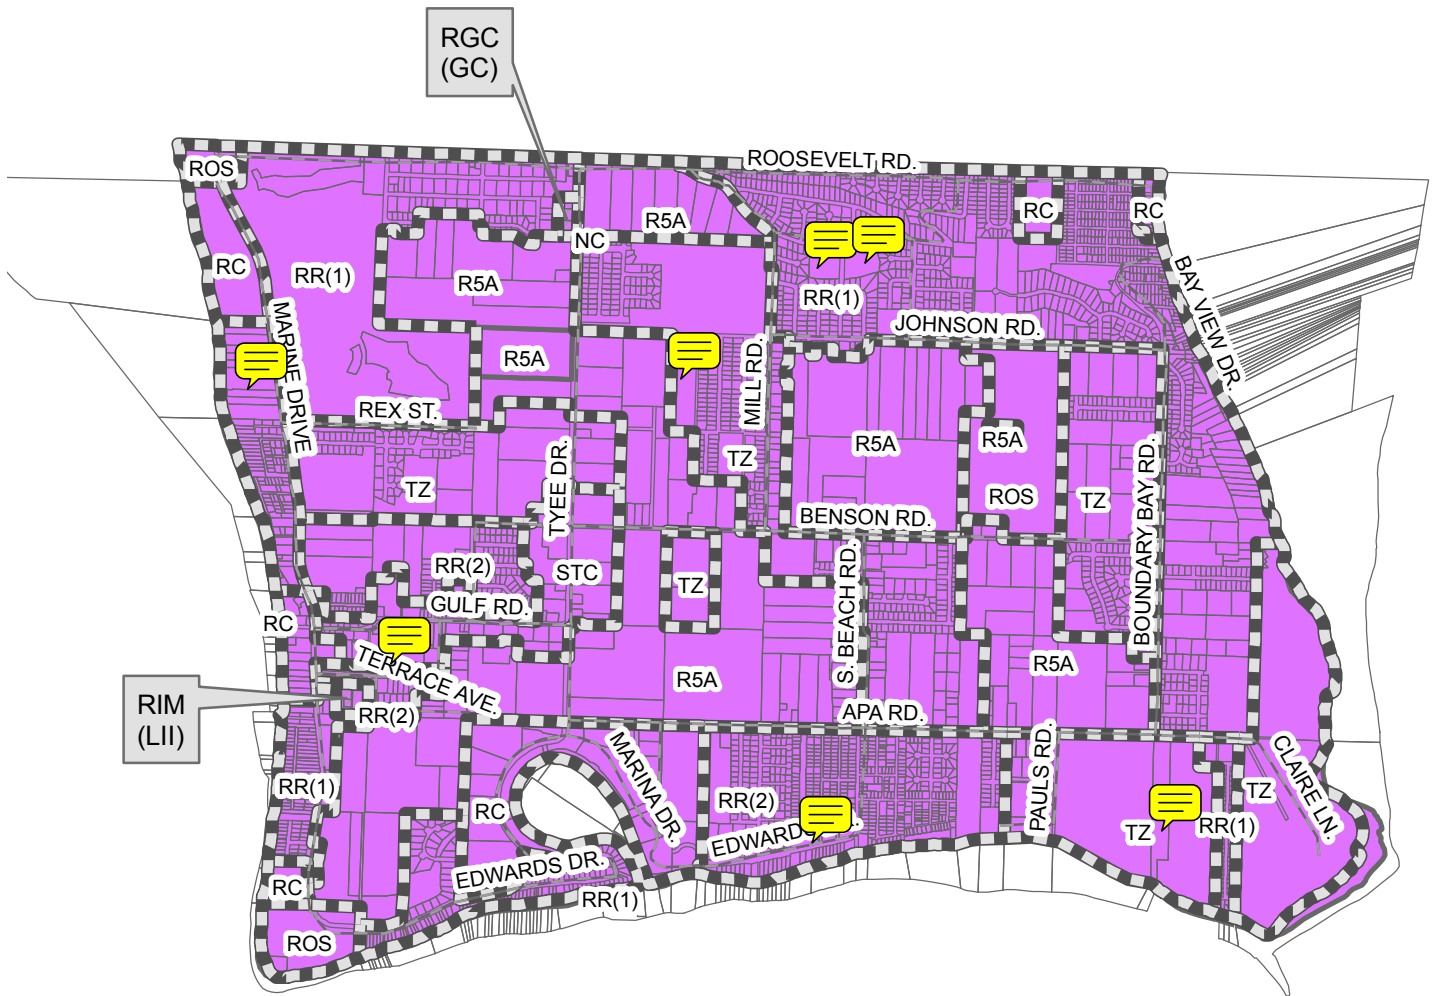 RGC
(GC)
ROOSEVELT RD.
ROS
RC
RC
R5A
NC
RC
RR(1)
R5A
RR(1)
BAY VIEW DR.
MARINE DRIVE
JOHNSON RD.
R5A
MILL RD.
REX ST.
R5A
R5A
TYEE DR.
TZ
TZ
ROS
TZ
BOUNDARY BAY RD.
BENSON RD.
RR(2)
STC
TZ
S. BEACH RD.
GULF RD.
RC
TERRACE AVE.
R5A
R5A
RIM
(LII)
RR(2)
APA RD.
MARINA DR.
PAULS RD.
CLAIRE LN.
RR(1)
RC
RR(2)
TZ
TZ
RR(1)
EDWARDS
EDWARDS DR.
RC
RR(1)
ROS